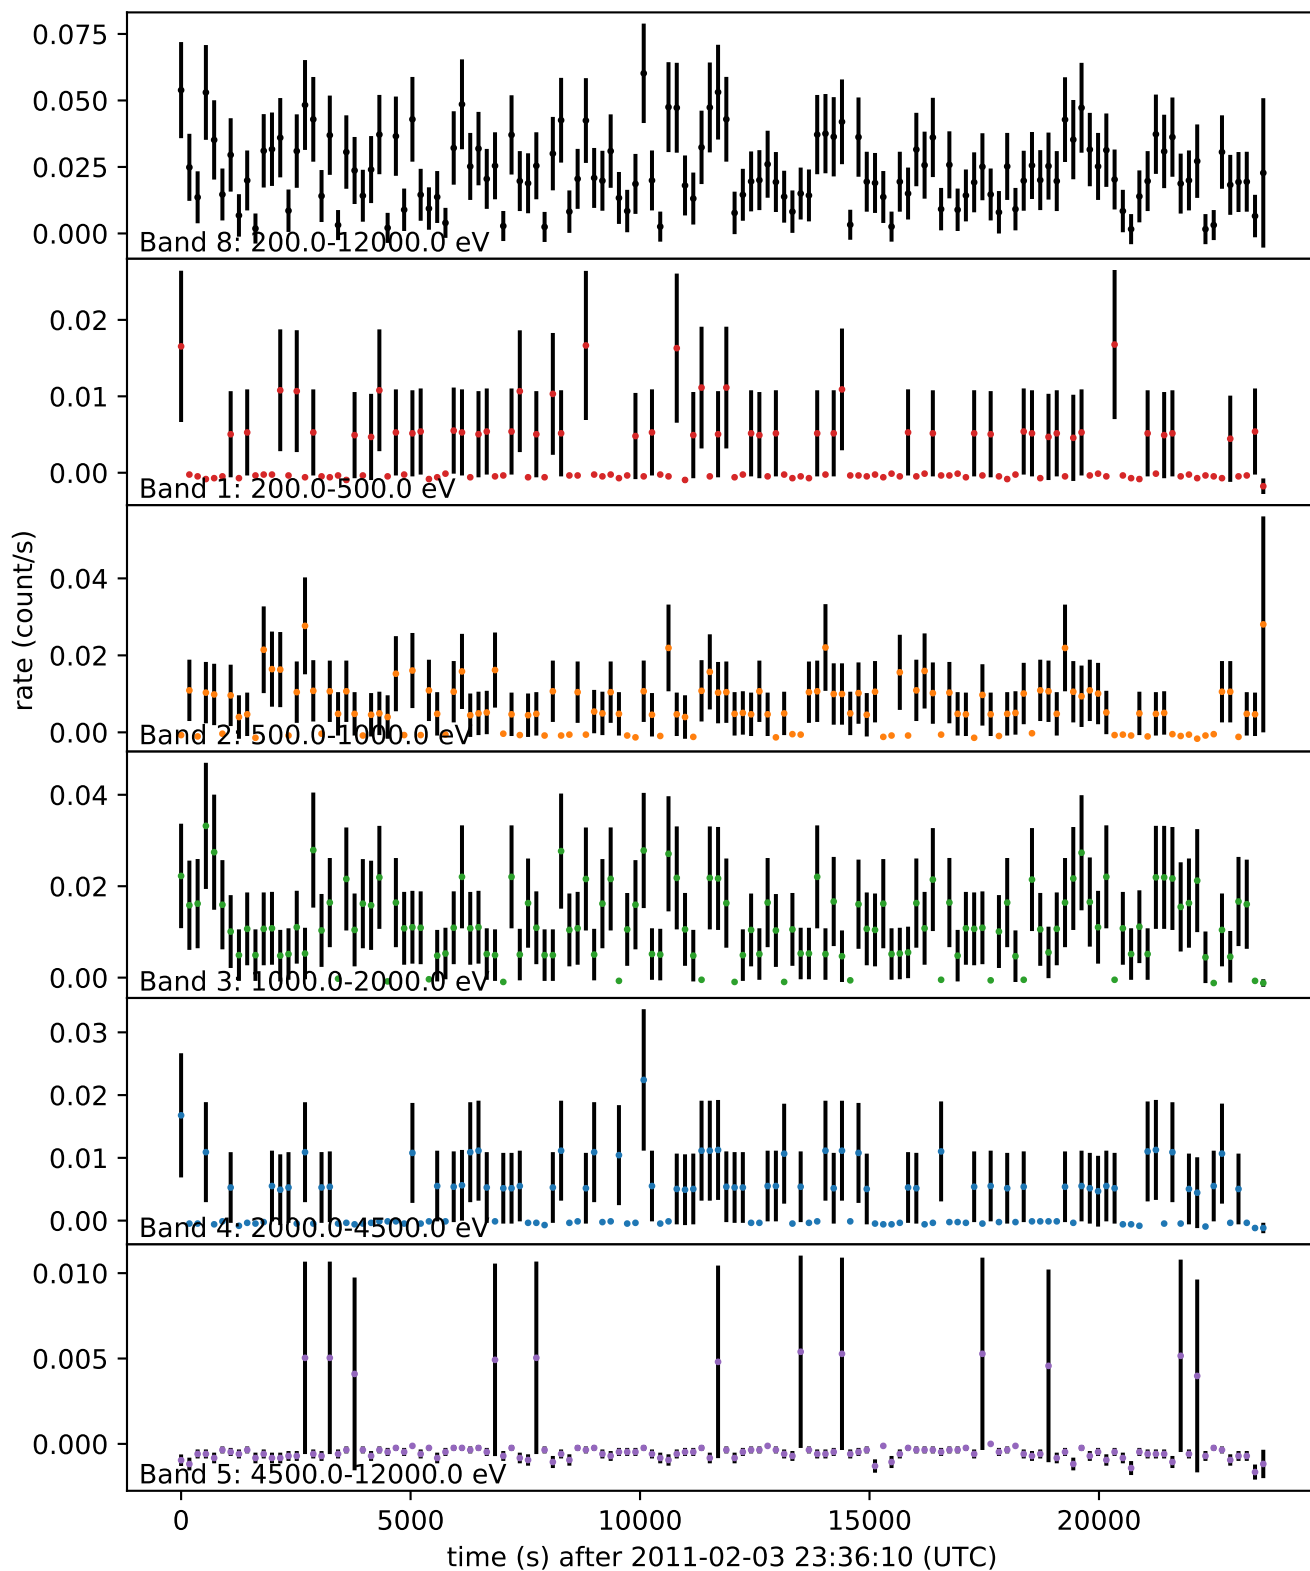 0.075
0.050
0.025
0.000
Band 8: 200.0-12000.0 eV
0.02
0.01
0.00
Band 1: 200.0-500.0 eV
rate (count/s)
0.04
0.02
0.00
Band 2: 500.0-1000.0 eV
0.04
0.02
0.00
Band 3: 1000.0-2000.0 eV
0.03
0.02
0.01
0.00
Band 4: 2000.0-4500.0 eV
0.010
0.005
0.000
Band 5: 4500.0-12000.0 eV
0 5000 10000 15000 20000
time (s) after 2011-02-03 23:36:10 (UTC)